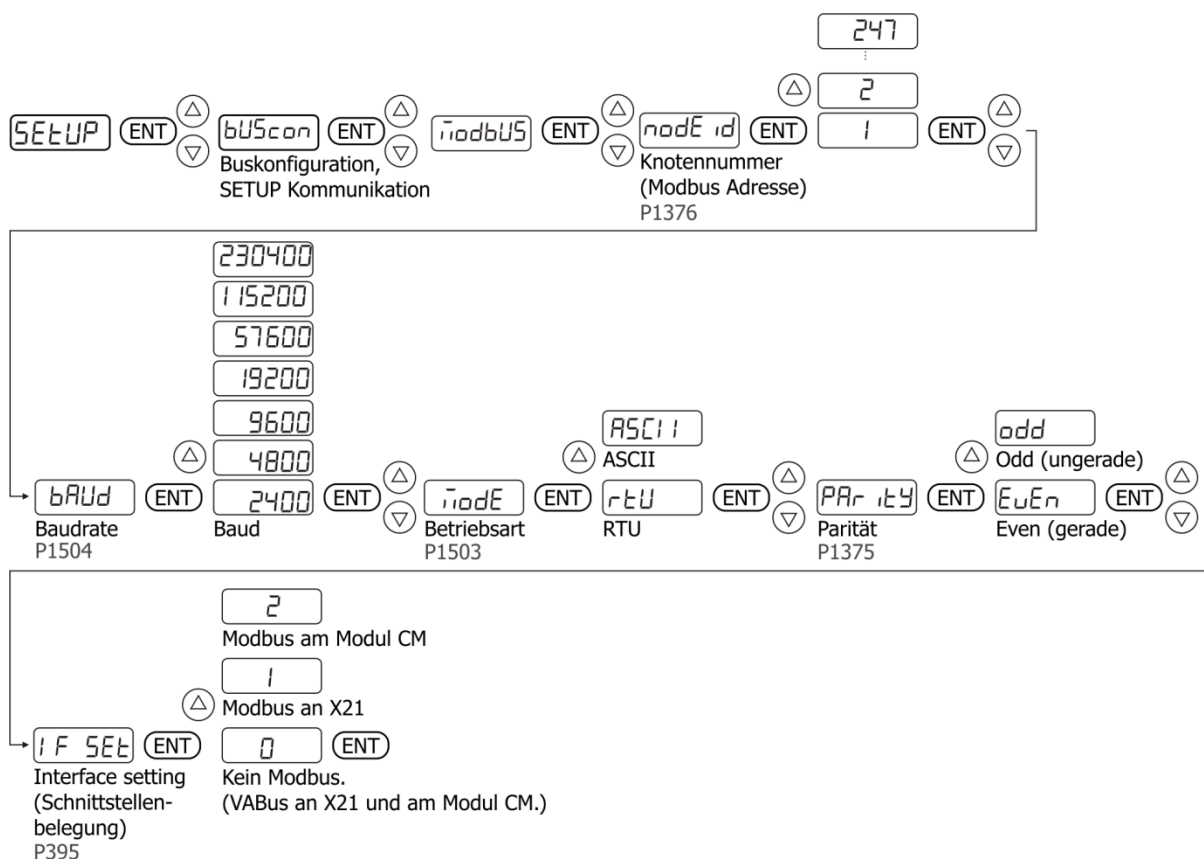 247
2
SEtUP ENT bUScon ENT modbUS ENT nodE id ENT 1 ENT
Buskonfiguration,
SETUP Kommunikation
Knotennummer
(Modbus Adresse)
P1376
230400
115200
57600
19200
9600
4800
bAUd ENT 2400 ENT modE ENT rtU ENT PAritY ENT EvEn ENT
Baudrate
P1504
Baud
Betriebsart
P1503
ASCII
ASCII
RTU
Parität
P1375
odd
Odd (ungerade)
Even (gerade)
2
Modbus am Modul CM
1
Modbus an X21
IF SEt ENT 0 ENT
Interface setting
(Schnittstellen-
belegung)
P395
Kein Modbus.
(VABus an X21 und am Modul CM.)